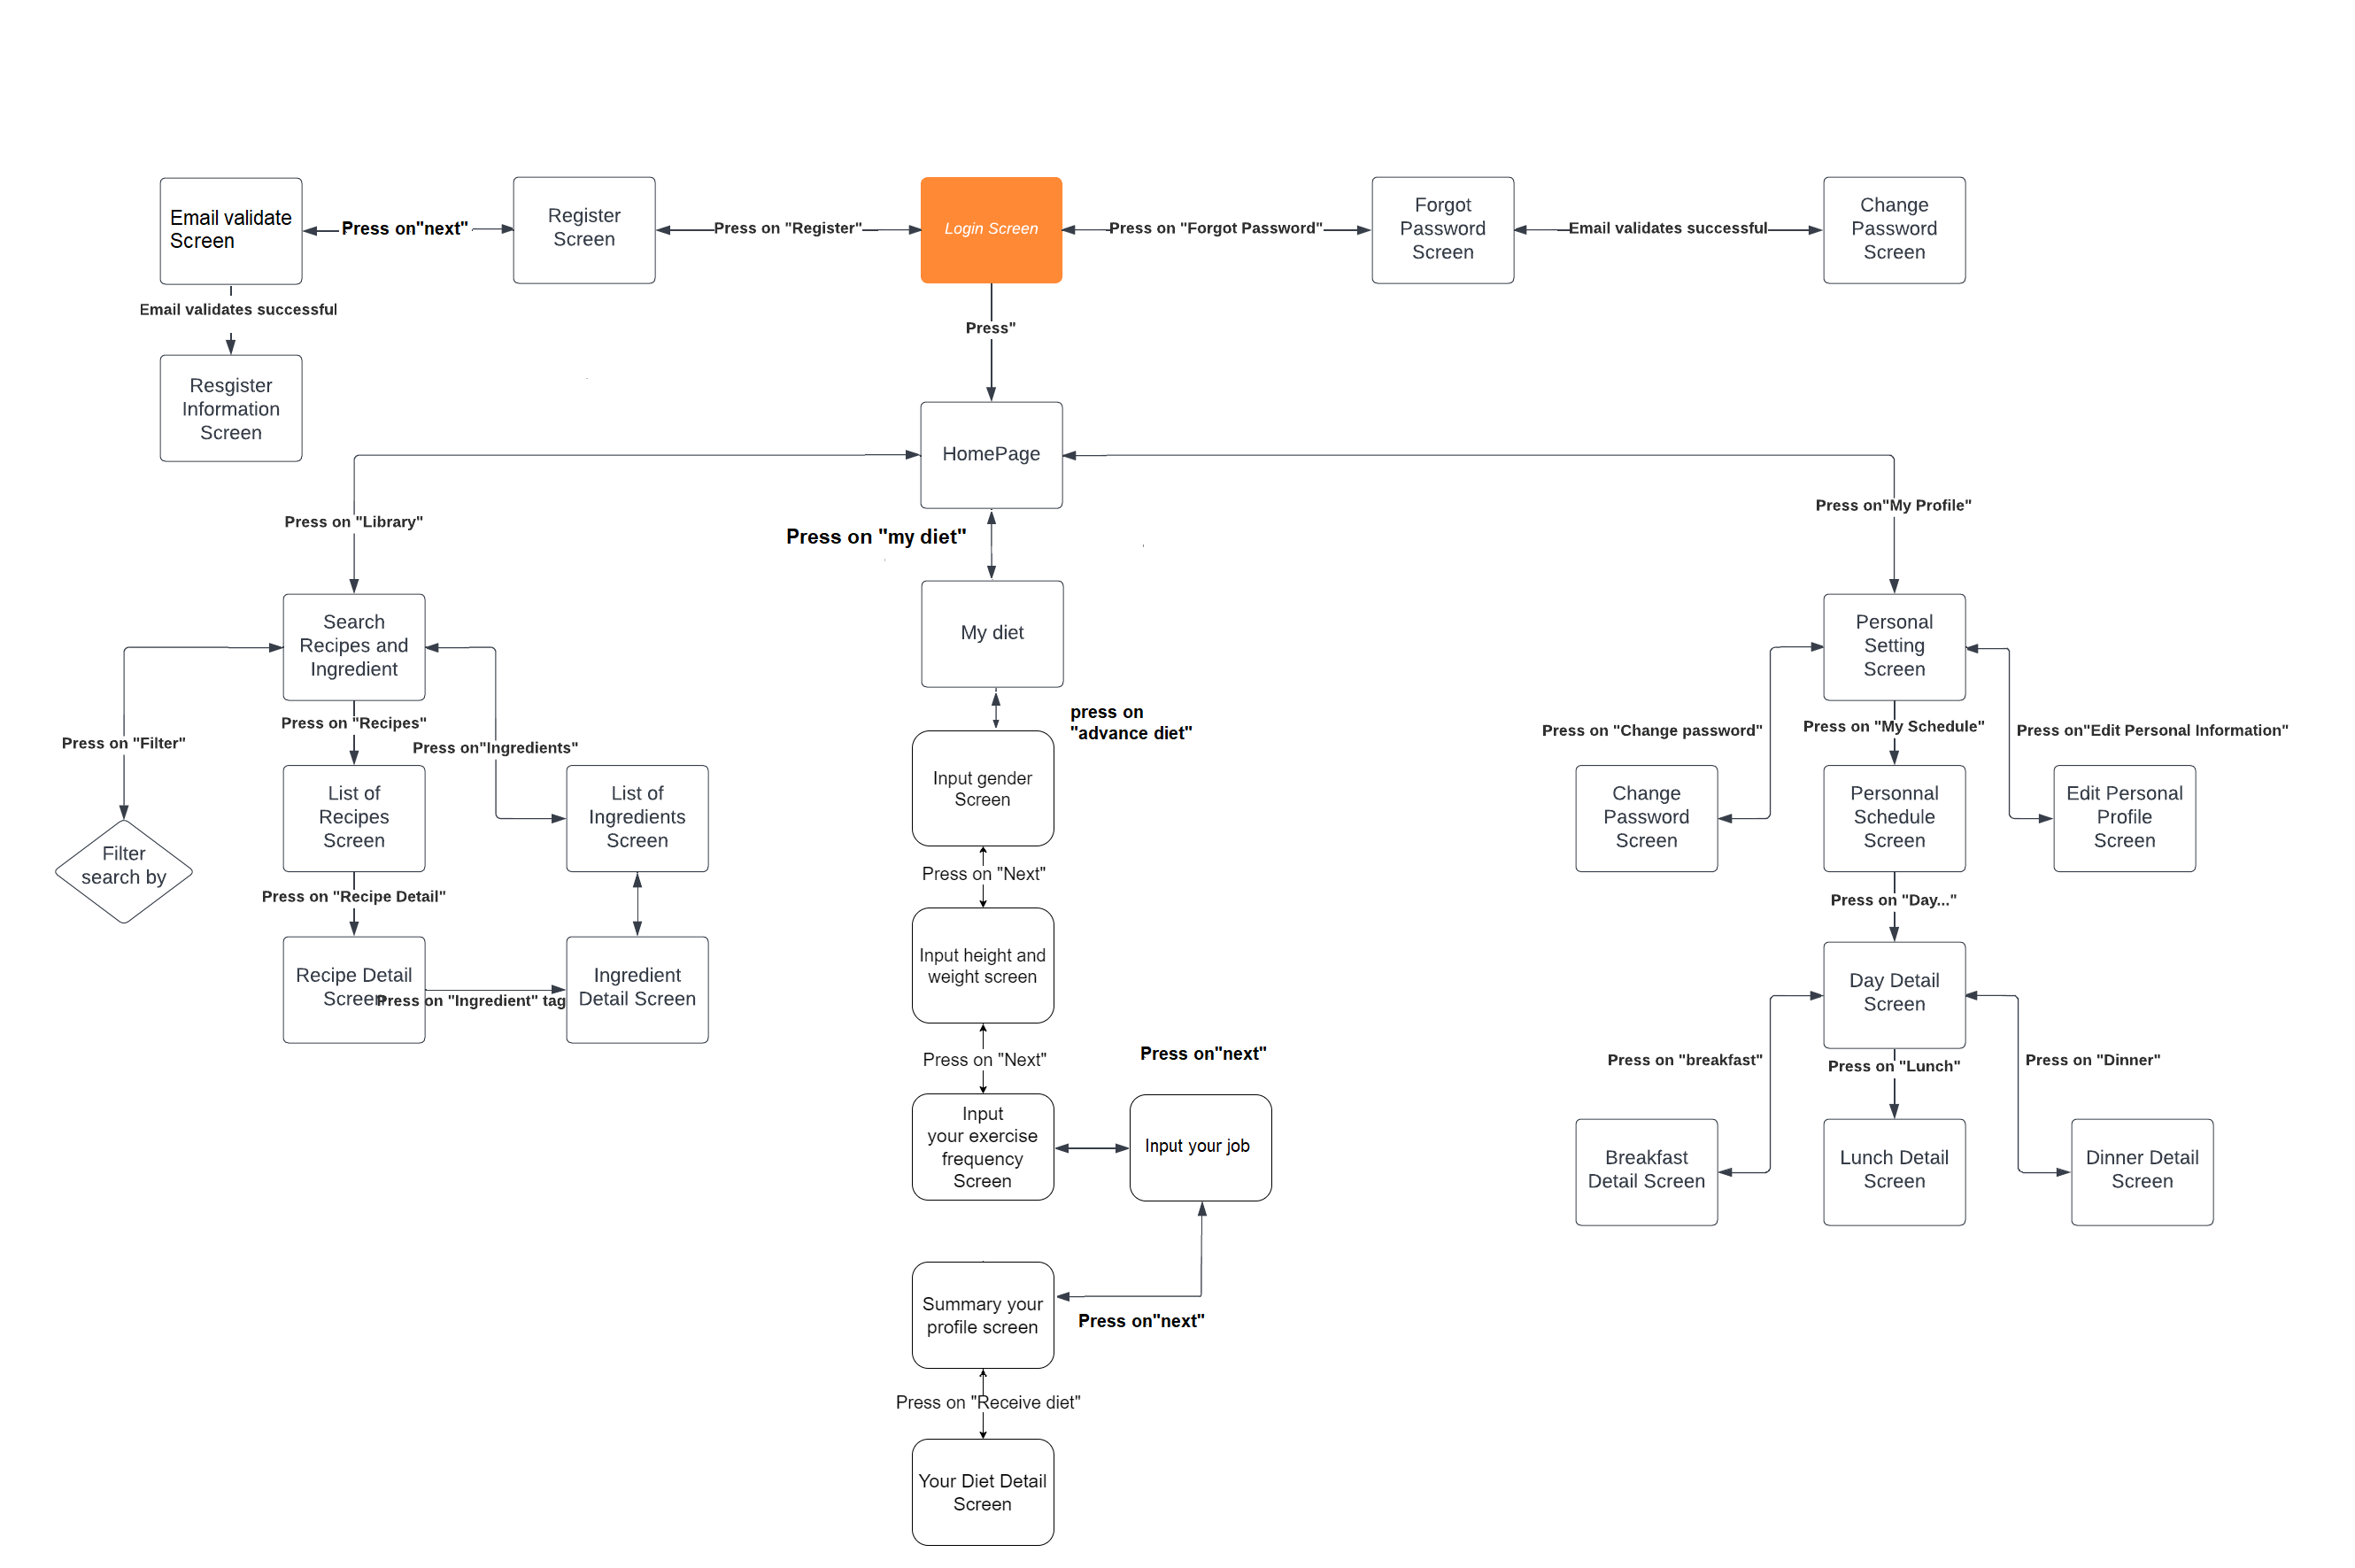 Email validate
Screen
Press on"next"
Register
Screen
Press on "Register"
Login Screen
Press on "Forgot Password"
Forgot
Password
Screen
Email validates successful
Change
Password
Screen
Email validates successful
Press"
Resgister
Information
Screen
HomePage
Press on "Library"
Press on "my diet"
Press on"My Profile"
Search
Recipes and
Ingredient
My diet
Personal
Setting
Screen
Press on "Filter"
Press on "Recipes"
Press on"Ingredients"
press on
"advance diet"
Press on "Change password"
Press on "My Schedule"
Press on"Edit Personal Information"
Filter
search by
List of
Recipes
Screen
List of
Ingredients
Screen
Input gender
Screen
Change
Password
Screen
Personnal
Schedule
Screen
Edit Personal
Profile
Screen
Press on "Recipe Detail"
Press on "Next"
Press on "Day..."
Recipe Detail
Screen
Press on "Ingredient" tag
Ingredient
Detail Screen
Input height and
weight screen
Day Detail
Screen
Press on "Next"
Press on"next"
Press on "breakfast"
Press on "Lunch"
Press on "Dinner"
Input
your exercise
frequency
Screen
Input your job
Breakfast
Detail Screen
Lunch Detail
Screen
Dinner Detail
Screen
Summary your
profile screen
Press on"next"
Press on "Receive diet"
Your Diet Detail
Screen